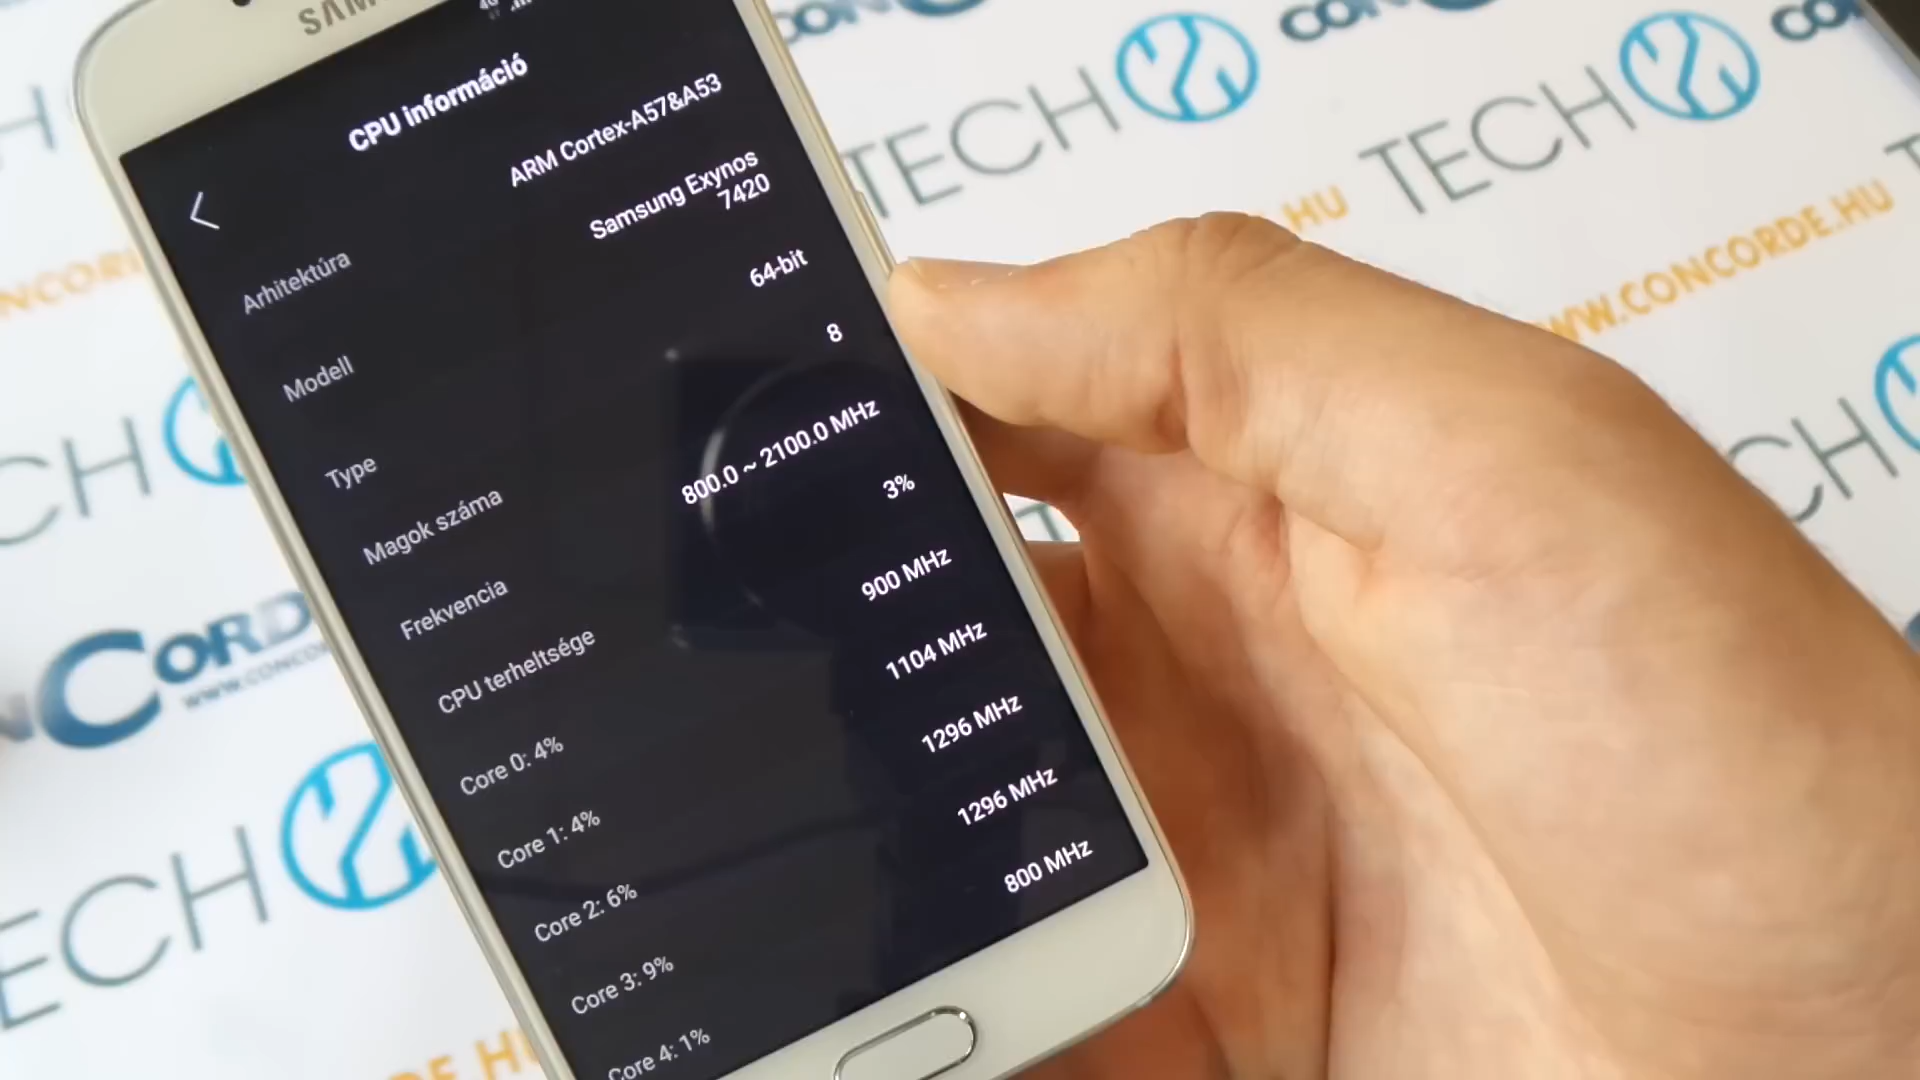 SAM
4G
CPU információ
Arhitektúra ARM Cortex-A57&A53
Modell Samsung Exynos
7420
Type 64-bit
Magok száma 8
Frekvencia 800.0 ~ 2100.0 MHz
CPU terheltsége 3%
Core 0: 4% 900 MHz
Core 1: 4% 1104 MHz
Core 2: 6% 1296 MHz
Core 3: 9% 1296 MHz
Core 4: 1% 800 MHz
TECH
TECH
.HU
WWW.CONCORDE.HU
CONCORD
WWW.CONCORD
TECH